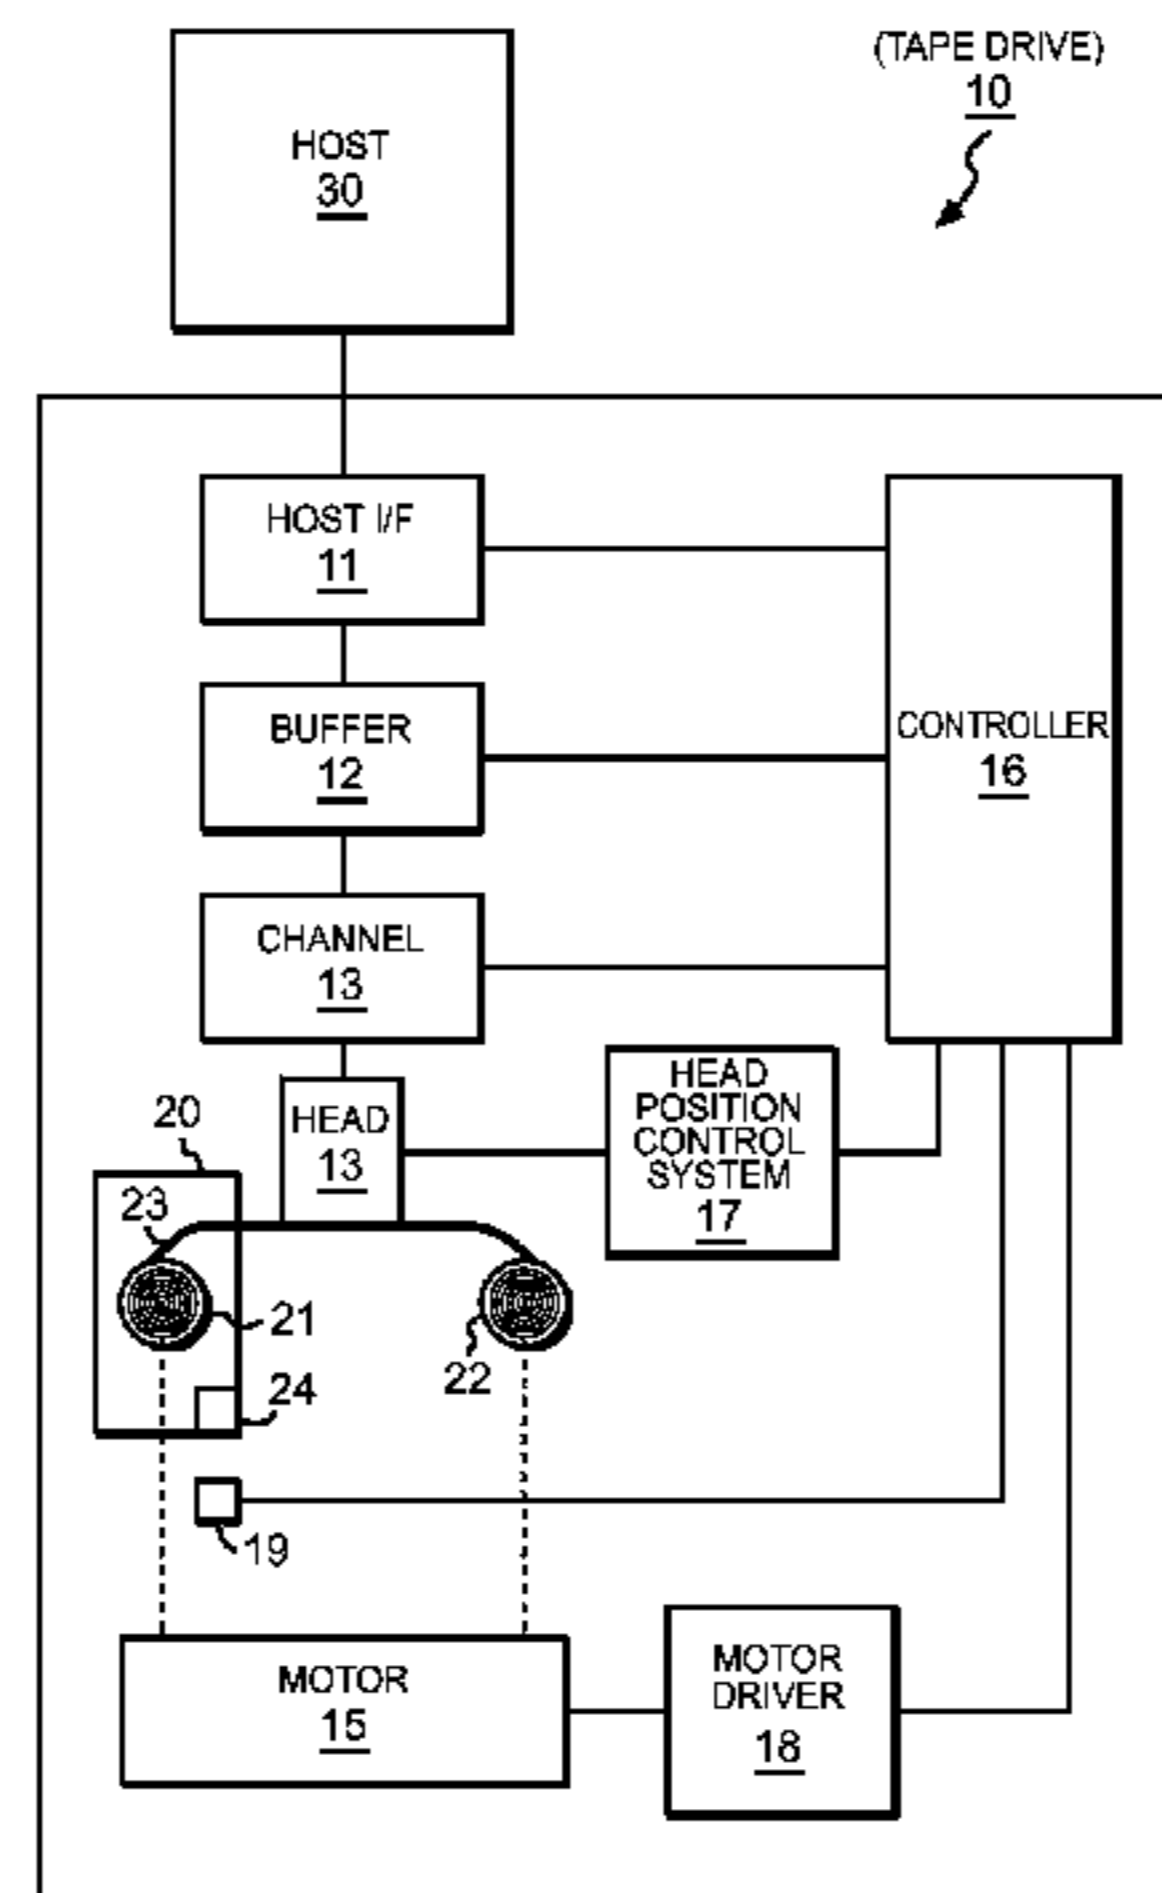 (TAPE DRIVE)
10
HOST
30
HOST I/F
11
BUFFER
12
CONTROLLER
16
CHANNEL
13
HEAD
13
HEAD
POSITION
CONTROL
SYSTEM
17
20
23
21
22
24
19
MOTOR
15
MOTOR
DRIVER
18